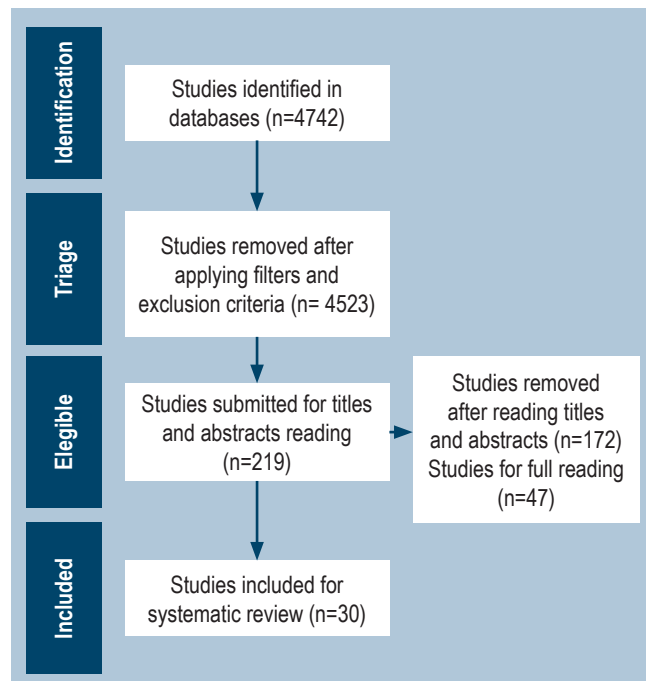 Identification
Studies identified in
databases (n=4742)
Triage
Studies removed after
applying filters and
exclusion criteria (n= 4523)
Elegible
Studies submitted for titles
and abstracts reading
(n=219)
Studies removed
after reading titles
and abstracts (n=172)
Studies for full reading
(n=47)
Included
Studies included for
systematic review (n=30)